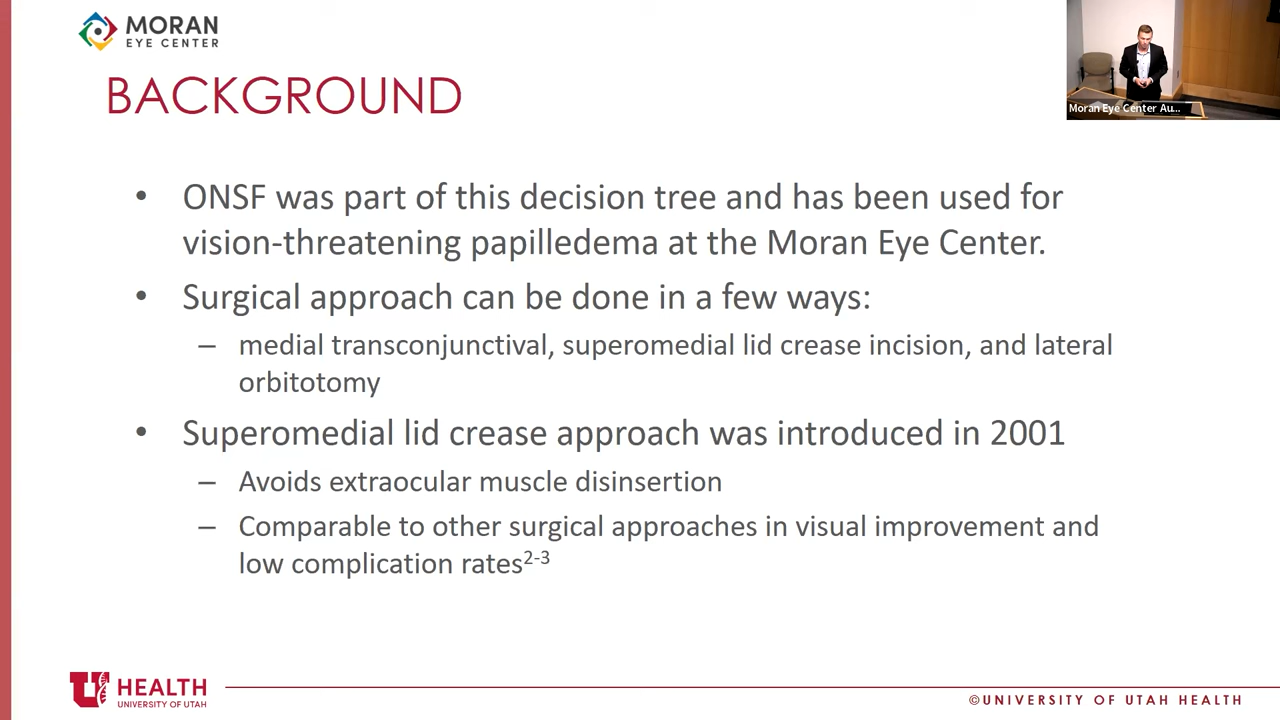 MORAN
EYE CENTER
BACKGROUND
Moran Eye Center Au...
• ONSF was part of this decision tree and has been used for
vision-threatening papilledema at the Moran Eye Center.
• Surgical approach can be done in a few ways:
– medial transconjunctival, superomedial lid crease incision, and lateral
orbitotomy
• Superomedial lid crease approach was introduced in 2001
– Avoids extraocular muscle disinsertion
– Comparable to other surgical approaches in visual improvement and
low complication rates2-3
U HEALTH
UNIVERSITY OF UTAH
©UNIVERSITY OF UTAH HEALTH